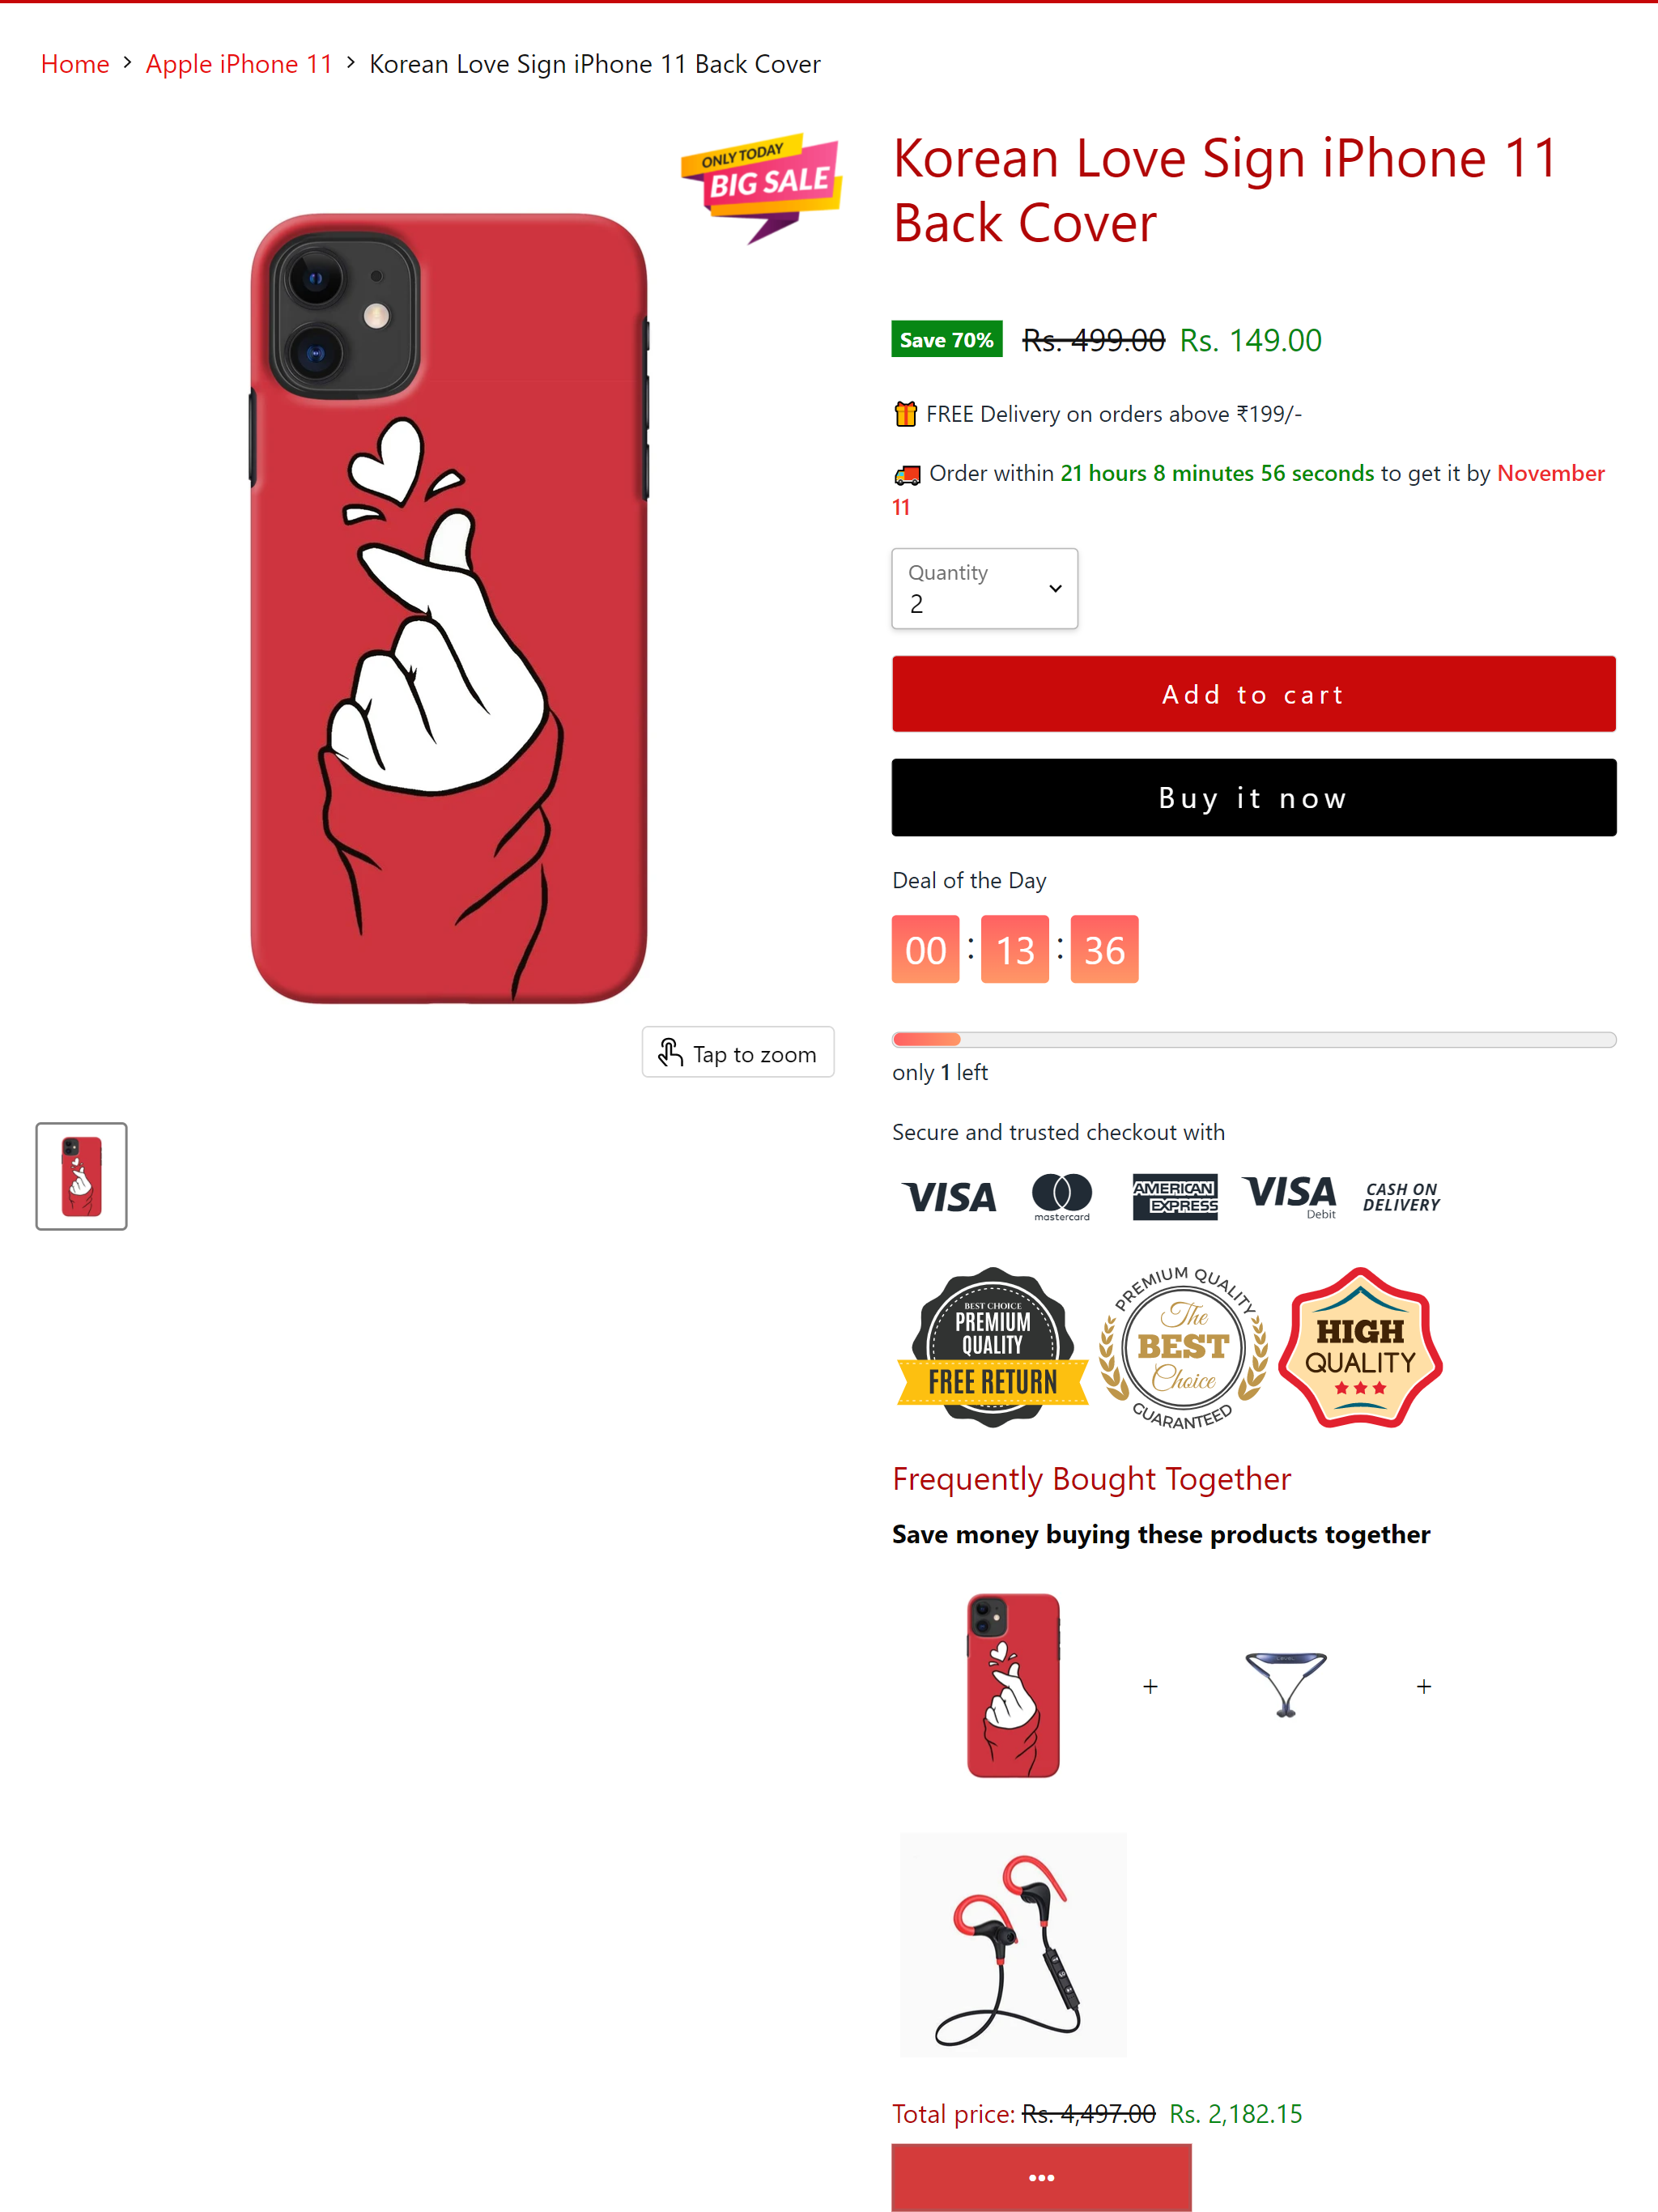 Home > Apple iPhone 11 > Korean Love Sign iPhone 11 Back Cover
ONLY TODAY
BIG SALE
Korean Love Sign iPhone 11
Back Cover
Save 70% Rs. 499.00 Rs. 149.00
FREE Delivery on orders above ₹199/-
Order within 21 hours 8 minutes 56 seconds to get it by November
11
Quantity
2
Add to cart
Buy it now
Deal of the Day
00 : 13 : 36
Tap to zoom
only 1 left
Secure and trusted checkout with
VISA
mastercard
AMERICAN
EXPRESS
VISA
Debit
CASH ON
DELIVERY
BEST CHOICE
PREMIUM
QUALITY
FREE RETURN
PREMIUM QUALITY
The
BEST
Choice
GUARANTEED
HIGH
QUALITY
Frequently Bought Together
Save money buying these products together
+ +
Total price: Rs. 4,497.00 Rs. 2,182.15
•••